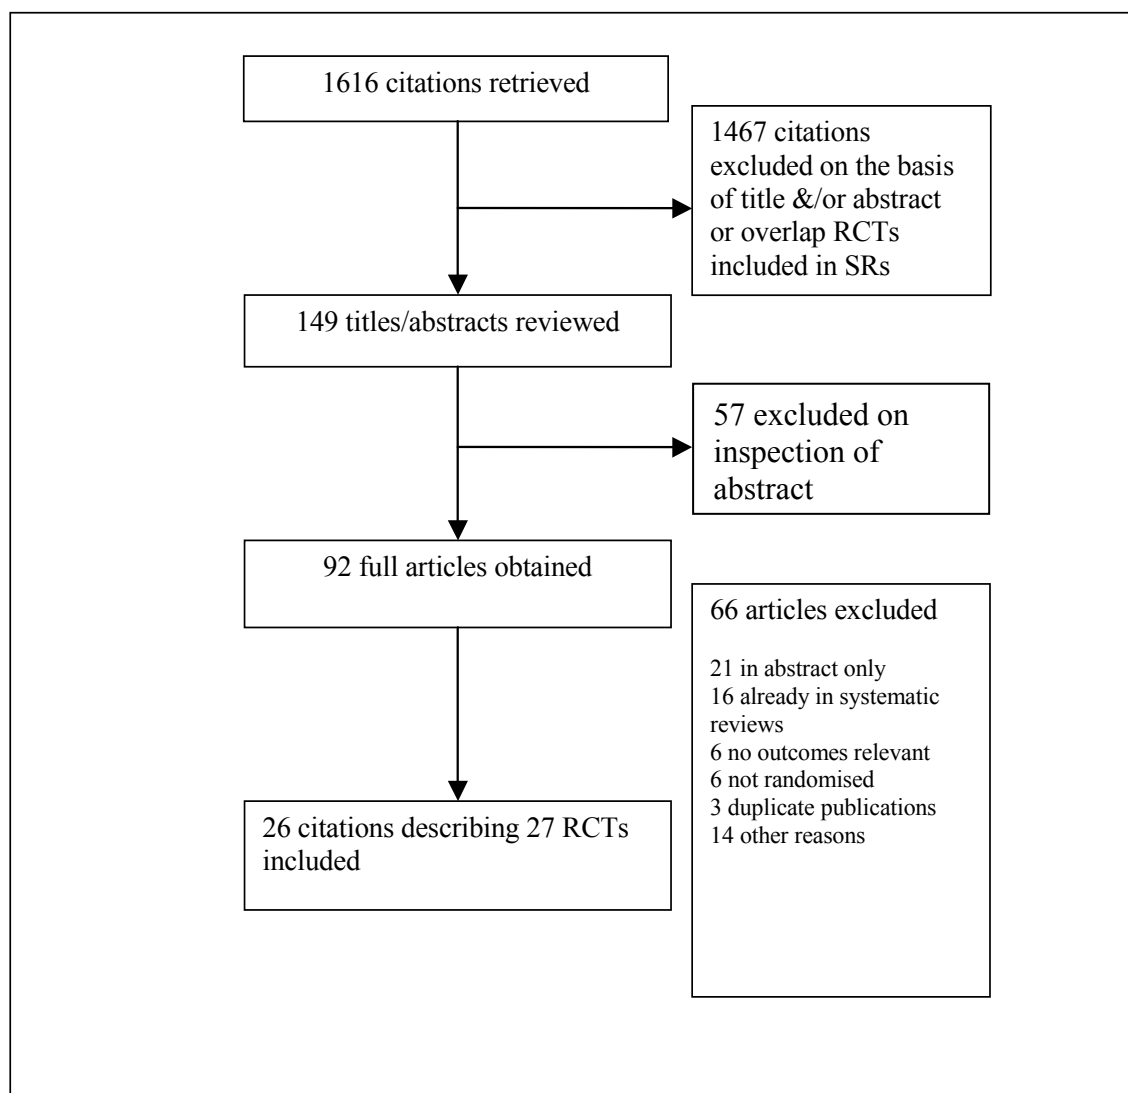 1616 citations retrieved
1467 citations
excluded on the basis
of title &/or abstract
or overlap RCTs
included in SRs
149 titles/abstracts reviewed
57 excluded on
inspection of
abstract
92 full articles obtained
66 articles excluded
21 in abstract only
16 already in systematic
reviews
6 no outcomes relevant
6 not randomised
3 duplicate publications
14 other reasons
26 citations describing 27 RCTs
included